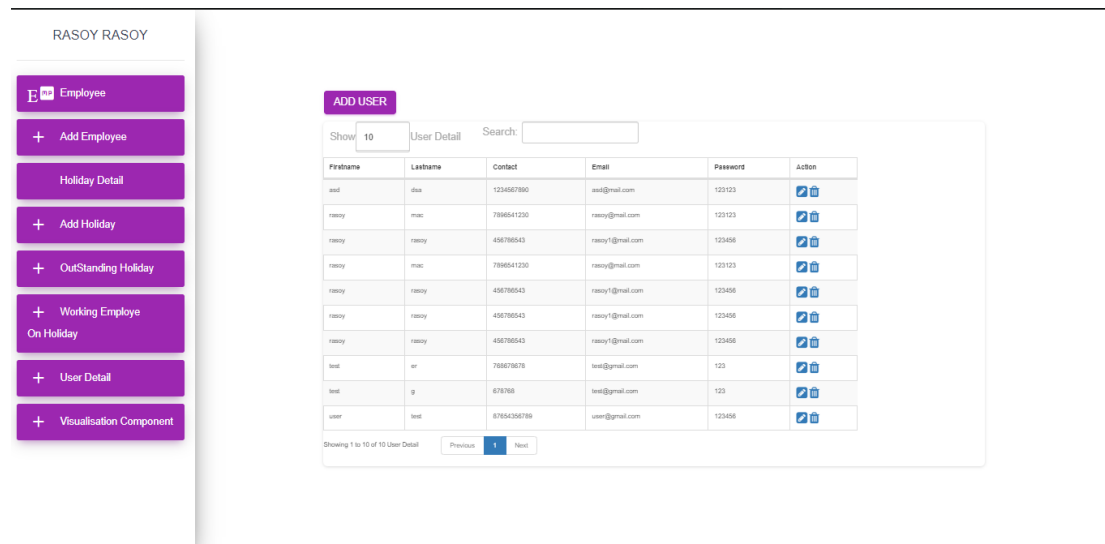 RASOY RASOY
E MP Employee
+ Add Employee
Holiday Detail
+ Add Holiday
+ OutStanding Holiday
+ Working Employe
On Holiday
+ User Detail
+ Visualisation Component
ADD USER
Show 10 User Detail Search:
Firstname Lastname Contact Email Password Action
asd dsa 1234567890 asd@mail.com 123123
rasoy mac 7896541230 rasoy@mail.com 123123
rasoy rasoy 456786543 rasoy1@mail.com 123456
rasoy mac 7896541230 rasoy@mail.com 123123
rasoy rasoy 456786543 rasoy1@mail.com 123456
rasoy rasoy 456786543 rasoy1@mail.com 123456
rasoy rasoy 456786543 rasoy1@mail.com 123456
test er 768678678 test@gmail.com 123
test g 678768 test@gmail.com 123
user test 87654356789 user@gmail.com 123456
Showing 1 to 10 of 10 User Detail Previous 1 Next